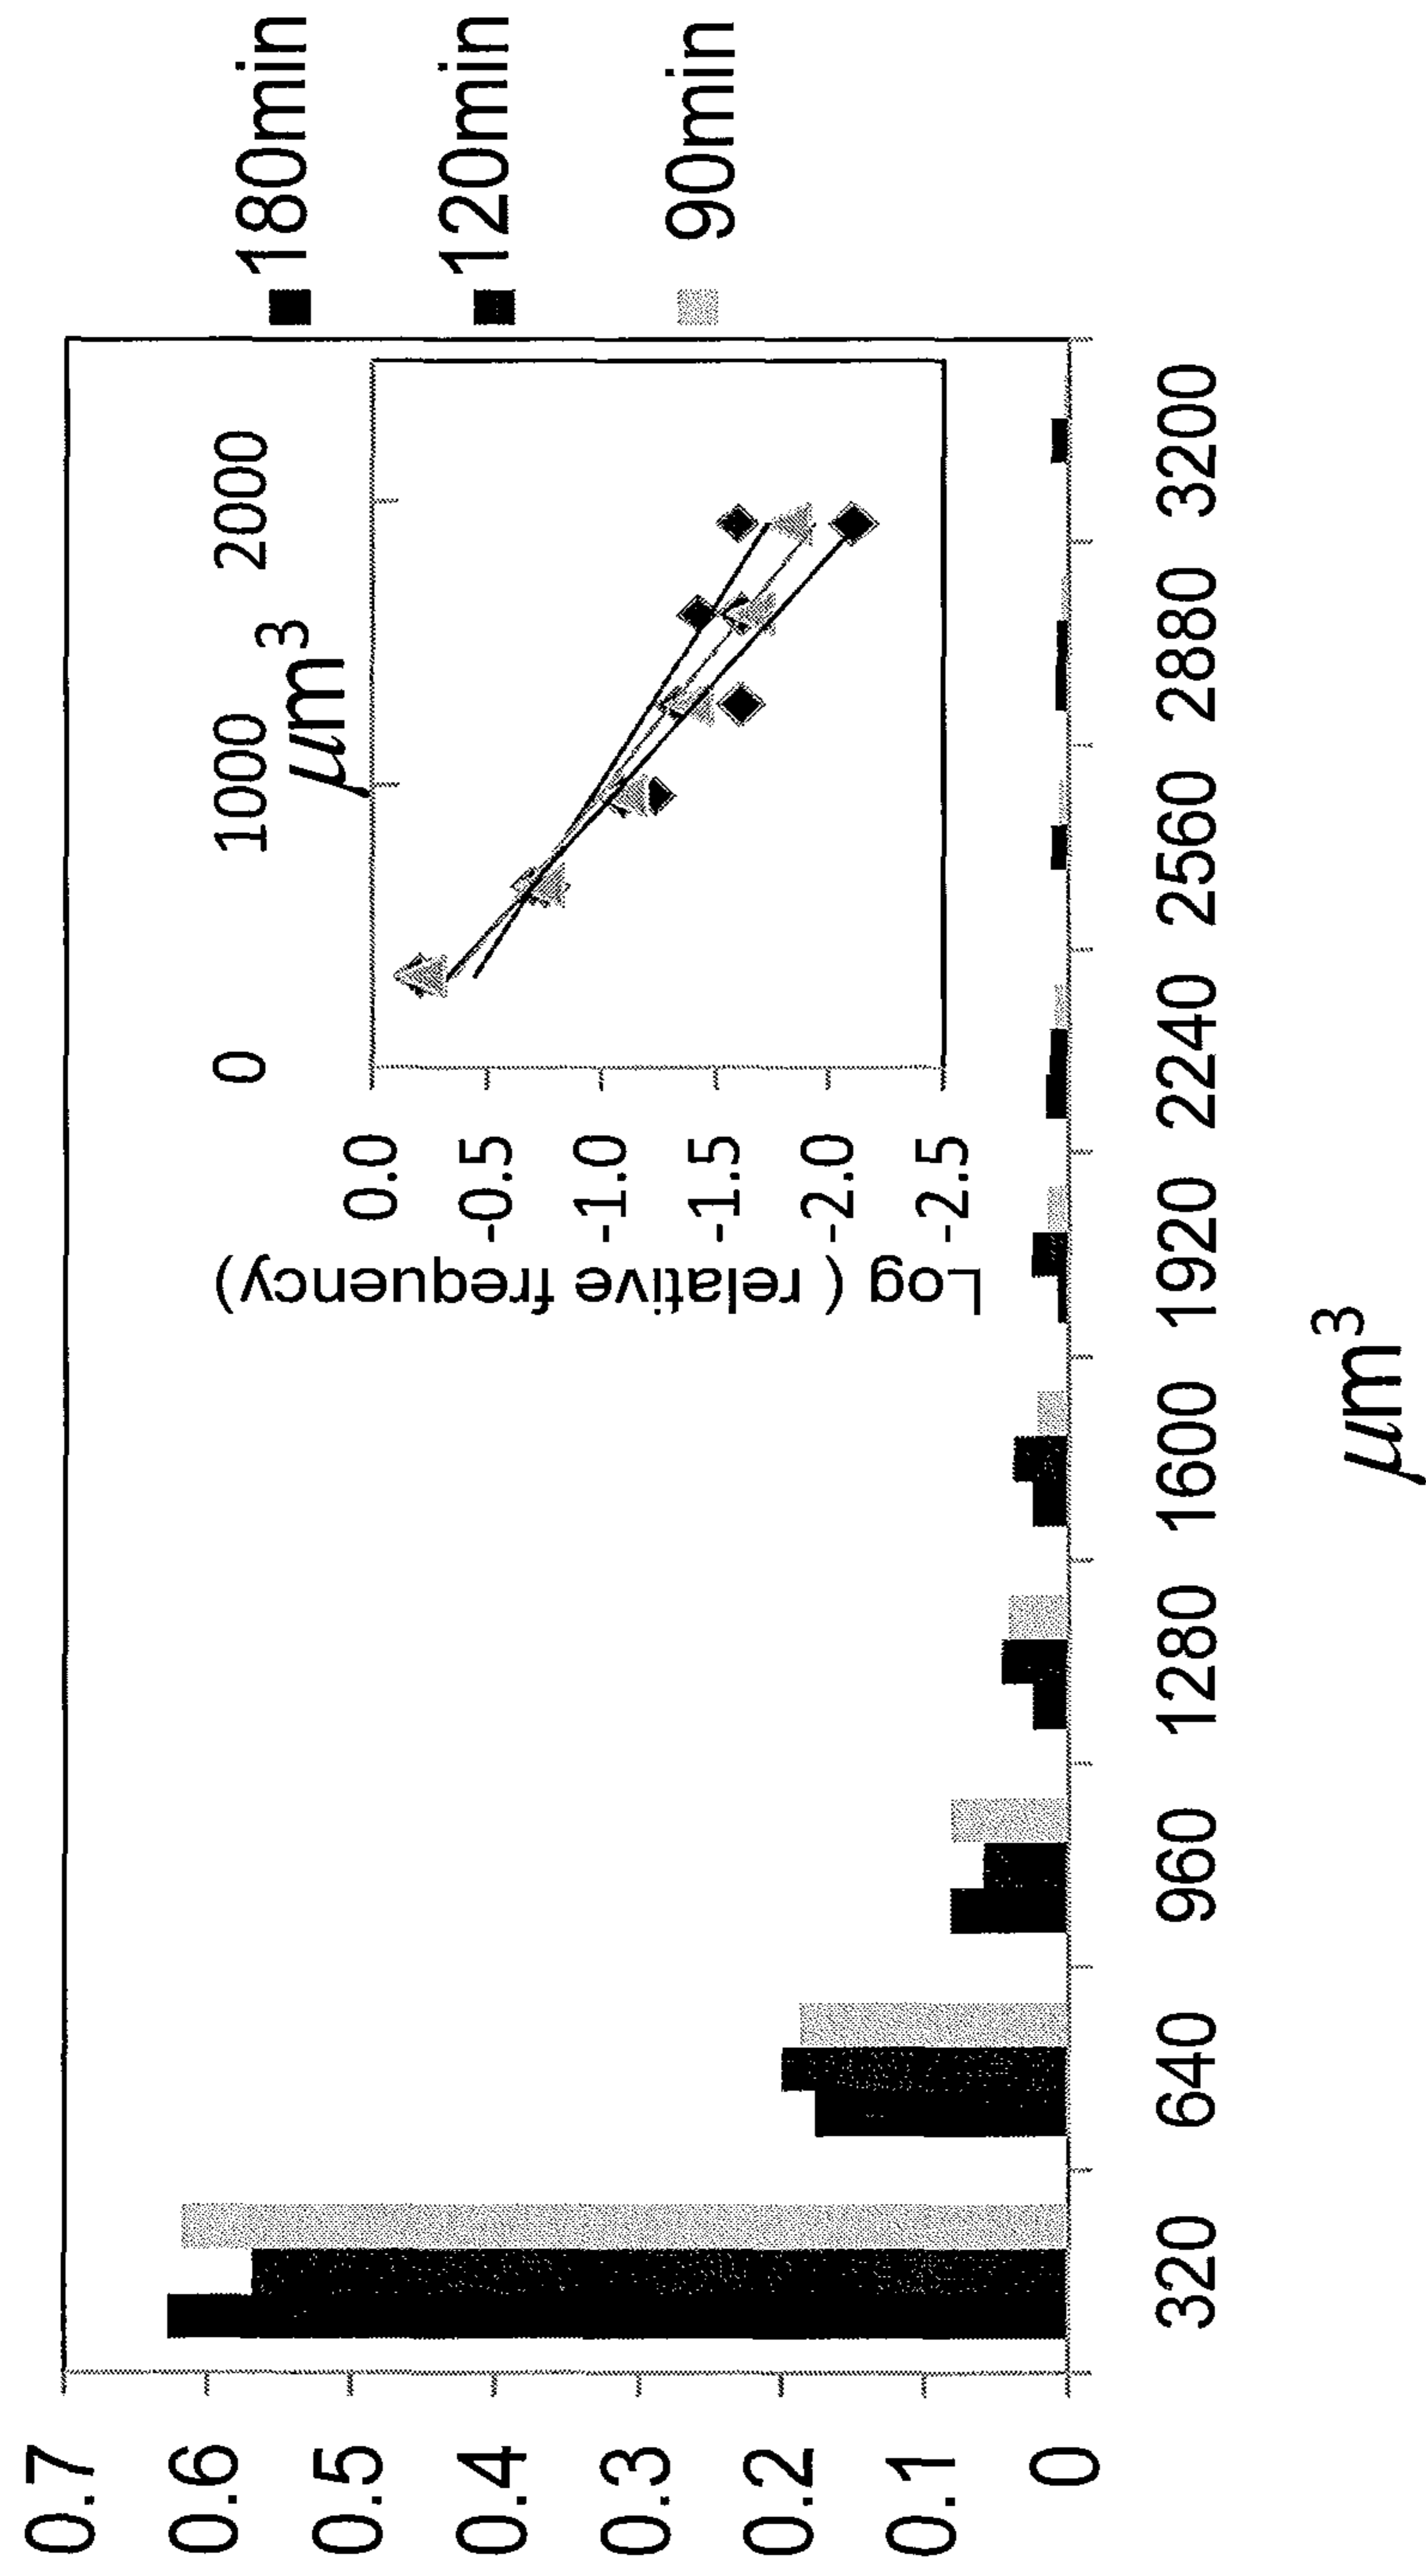 0.7
0.6
0.5
0.4
0.3
0.2
0.1
0
320 640 960 1280 1600 1920 2240 2560 2880 3200
μm³
0 1000 2000
μm³
0.0
-0.5
-1.0
-1.5
-2.0
-2.5
Log ( relative frequency)
180min
120min
90min